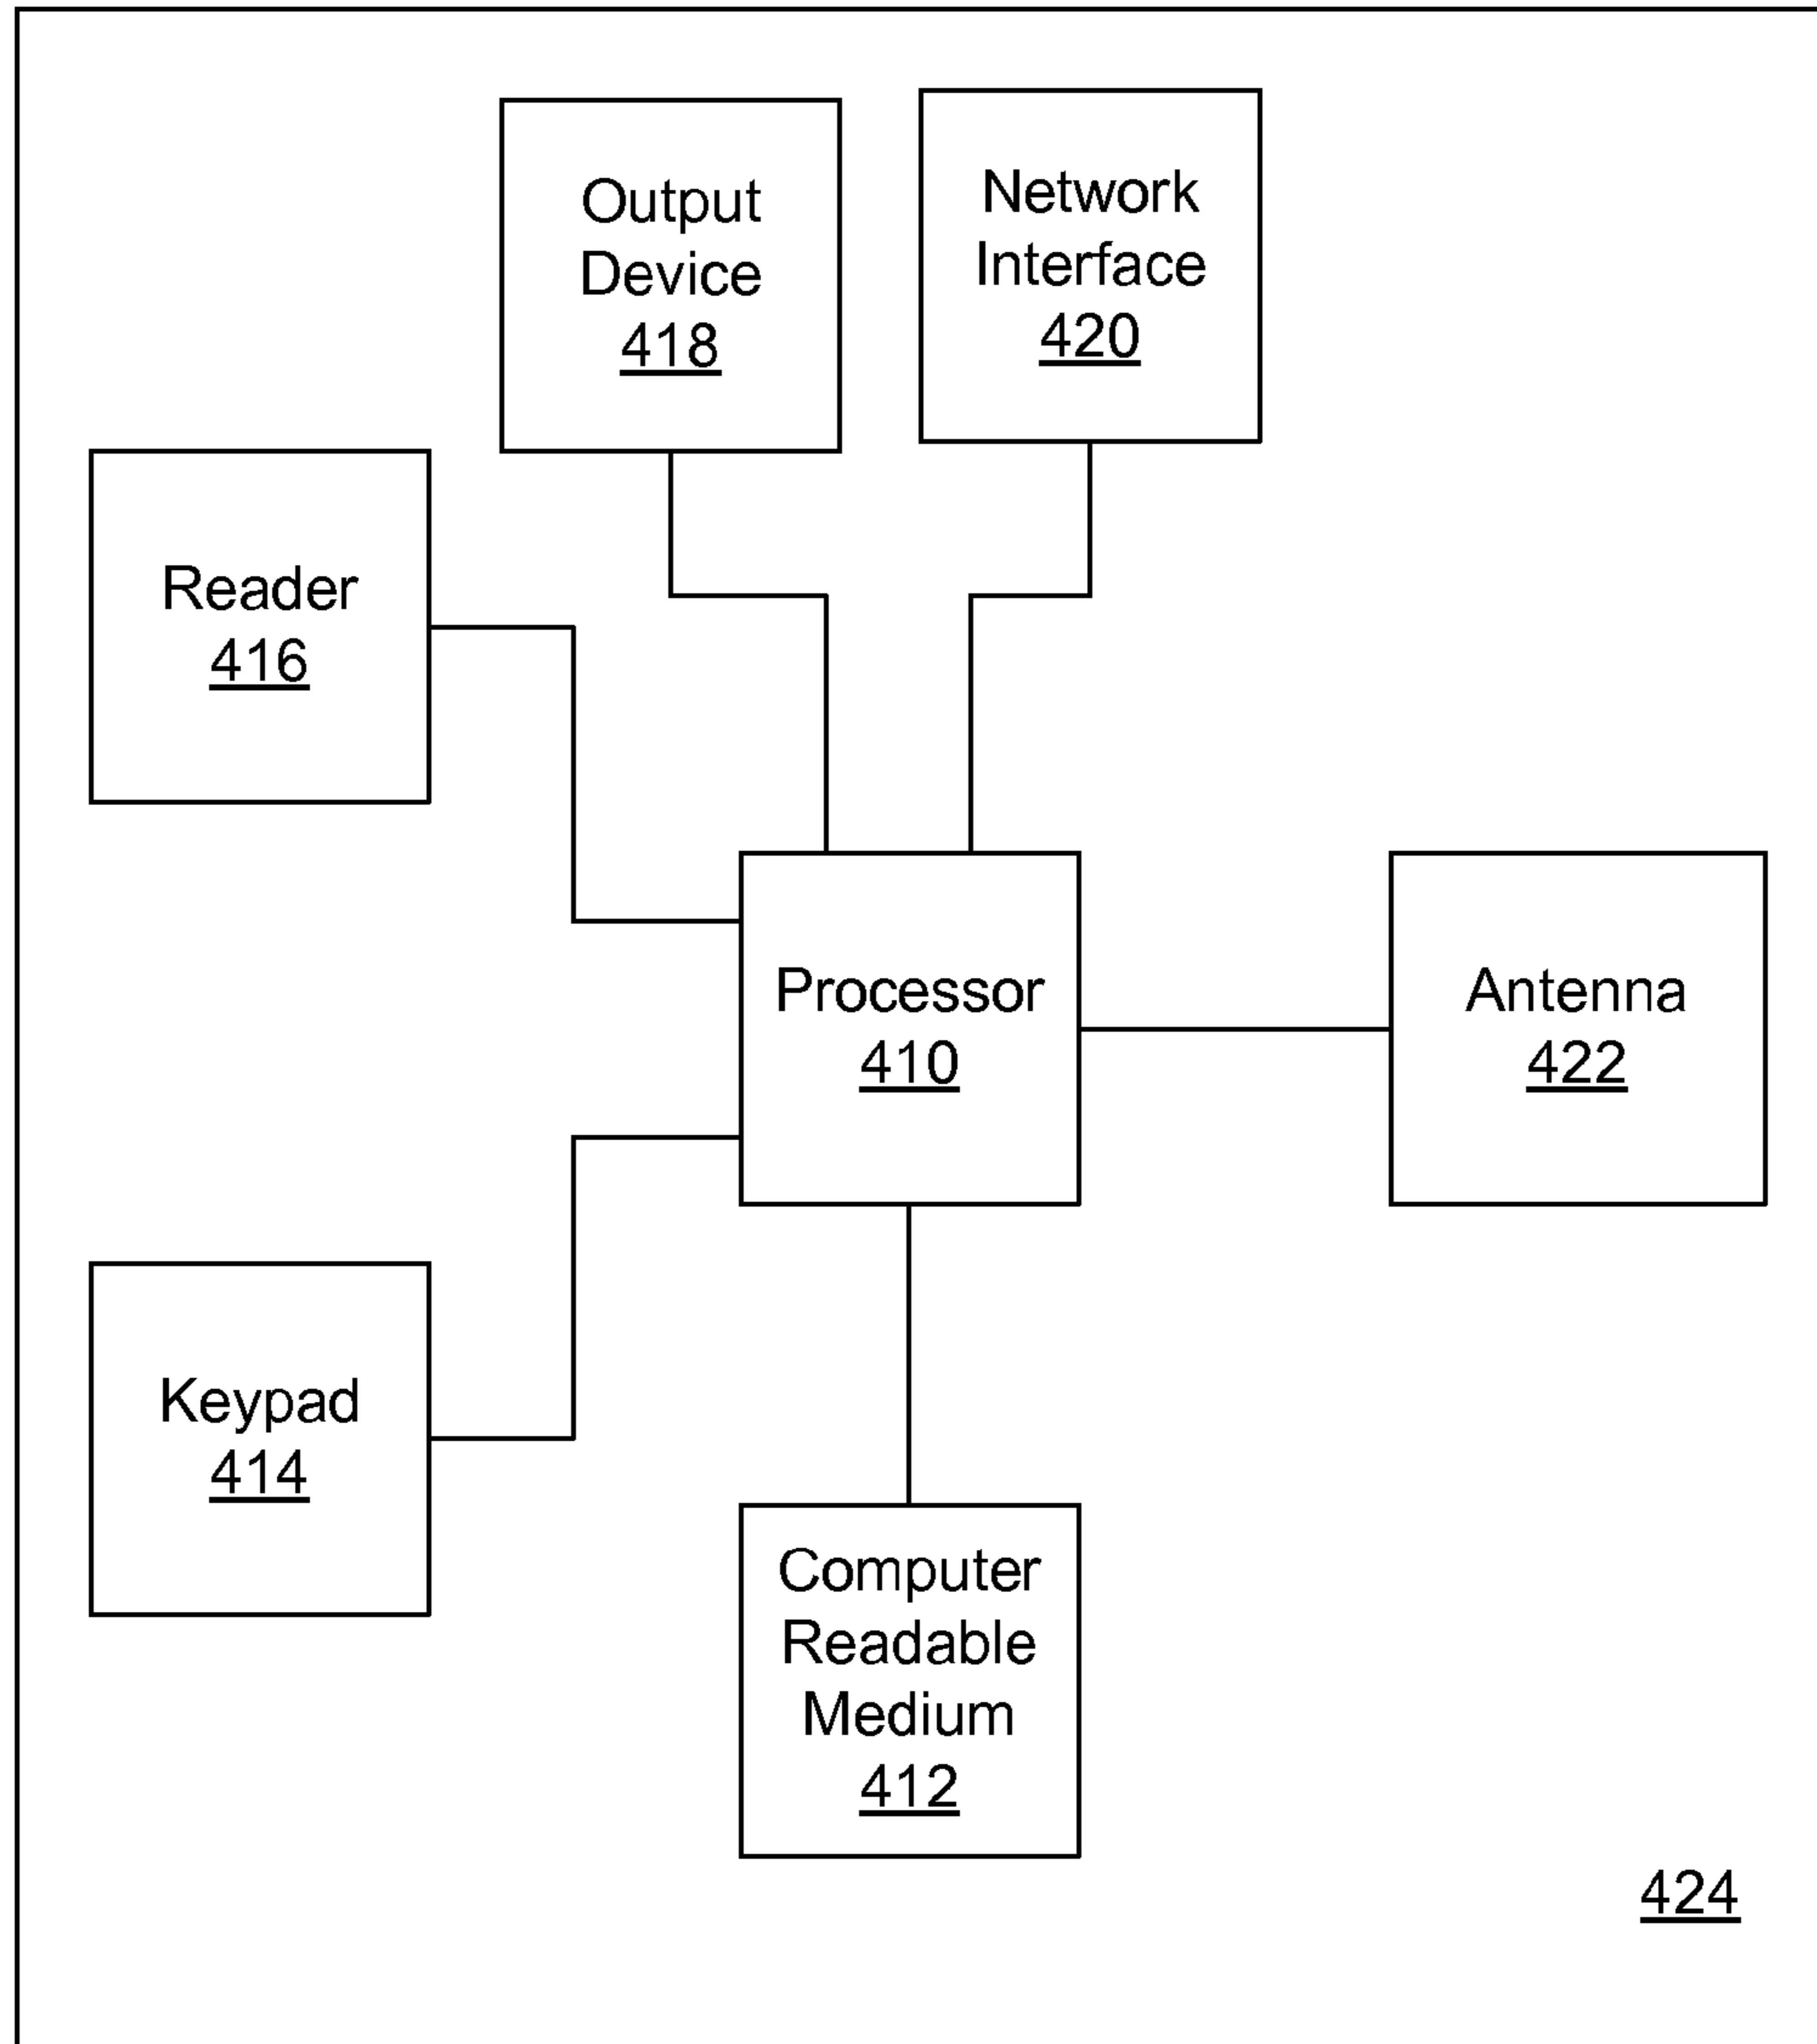 Output
Device
418
Network
Interface
420
Reader
416
Processor
410
Antenna
422
Keypad
414
Computer
Readable
Medium
412
424